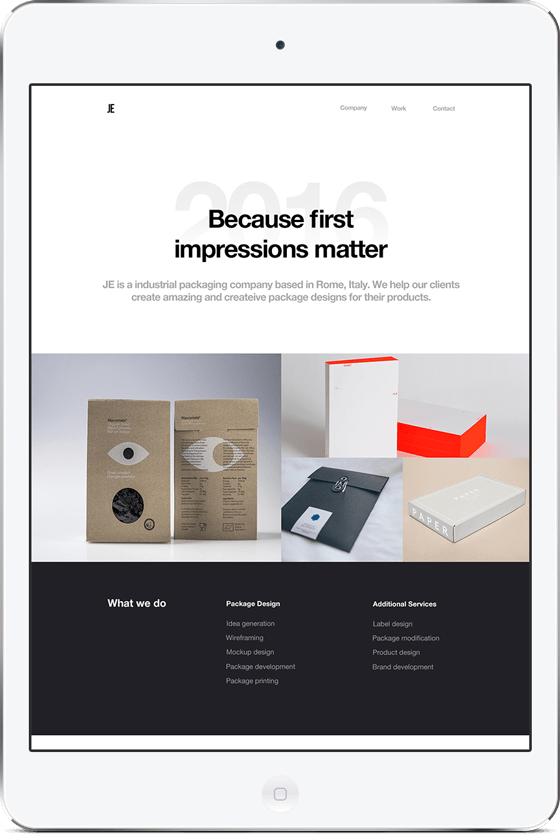 JE
Company Work Contact
2016
Because first
impressions matter
JE is a industrial packaging company based in Rome, Italy. We help our clients
create amazing and createive package designs for their products.
PAPER
PAPER
What we do
Package Design
Idea generation
Wireframing
Mockup design
Package development
Package printing
Additional Services
Label design
Package modification
Product design
Brand development